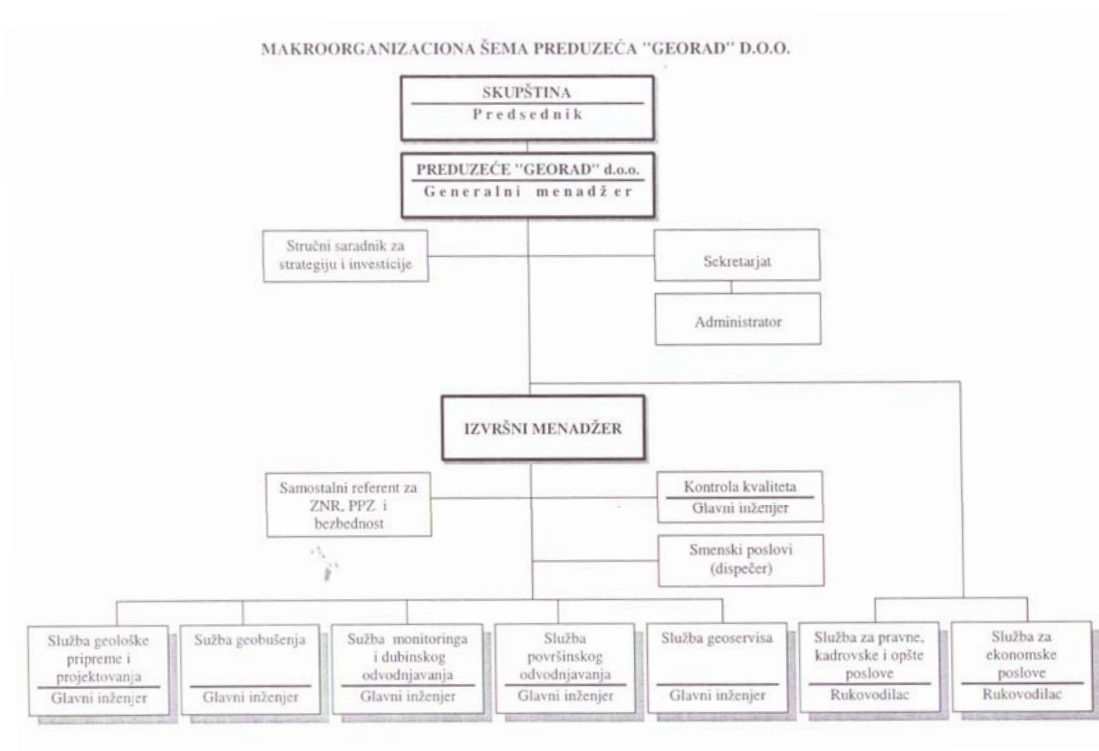 MAKROORGANIZACIONA ŠEMA PREDUZEĆA "GEORAD" D.O.O.
SKUPŠTINA
Predsednik
PREDUZEĆE "GEORAD" d.o.o.
Generalni menadžer
Stručni saradnik za
strategiju i investicije
Sekretarjat
Administrator
IZVRŠNI MENADŽER
Samostalni referent za
ZNR, PPZ i
bezbednost
Kontrola kvaliteta
Glavni inženjer
Smenski poslovi
(dispečer)
Služba geološke
pripreme i
projektovanja
Glavni inženjer
Sužba geobušenja
Glavni inženjer
Sužba monitoringa
i dubinskog
odvodnjavanja
Glavni inženjer
Služba
površinskog
odvodnjavanja
Glavni inženjer
Služba geoservisa
Glavni inženjer
Služba za pravne,
kadrovske i opšte
poslove
Rukovodilac
Služba za
ekonomske
poslove
Rukovodilac